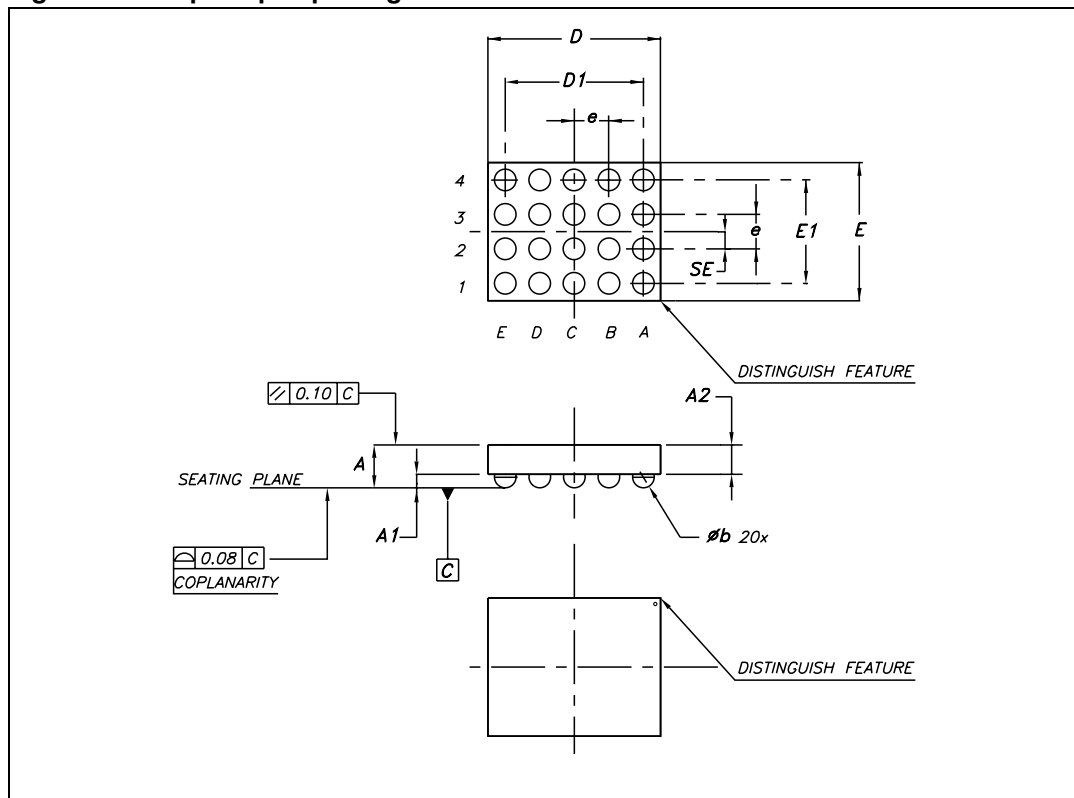 D
D1
e
4
3
2
1
e
E1
E
SE
E D C B A
DISTINGUISH FEATURE
// 0.10 C
A2
A
SEATING PLANE
A1
øb 20x
0.08 C
COPLANARITY
C
DISTINGUISH FEATURE